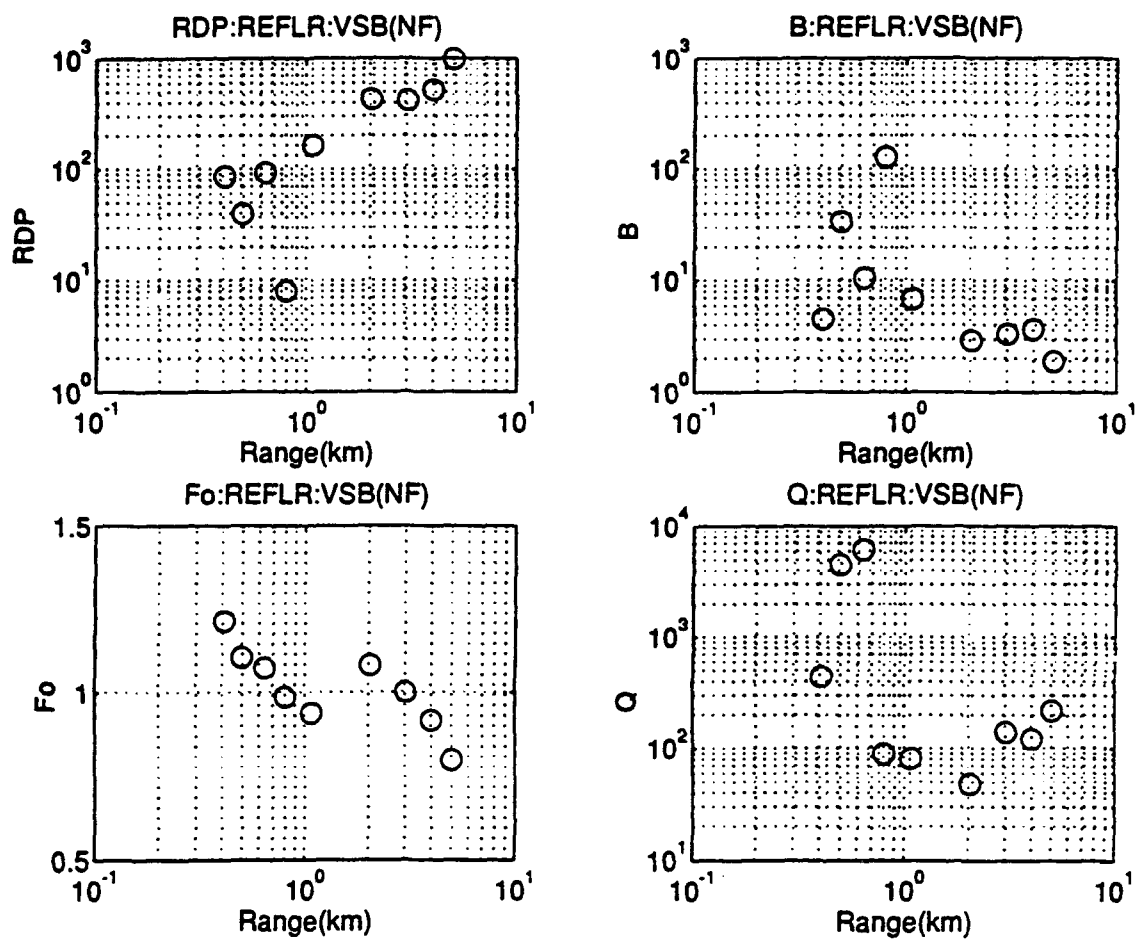 RDP:REFLR:VSB(NF)
RDP
10^3
10^2
10^1
10^0
10^-1
10^0
10^1
Range(km)
B:REFLR:VSB(NF)
B
10^3
10^2
10^1
10^0
10^-1
10^0
10^1
Range(km)
Fo:REFLR:VSB(NF)
Fo
1.5
1
0.5
10^-1
10^0
10^1
Range(km)
Q:REFLR:VSB(NF)
Q
10^4
10^3
10^2
10^1
10^-1
10^0
10^1
Range(km)